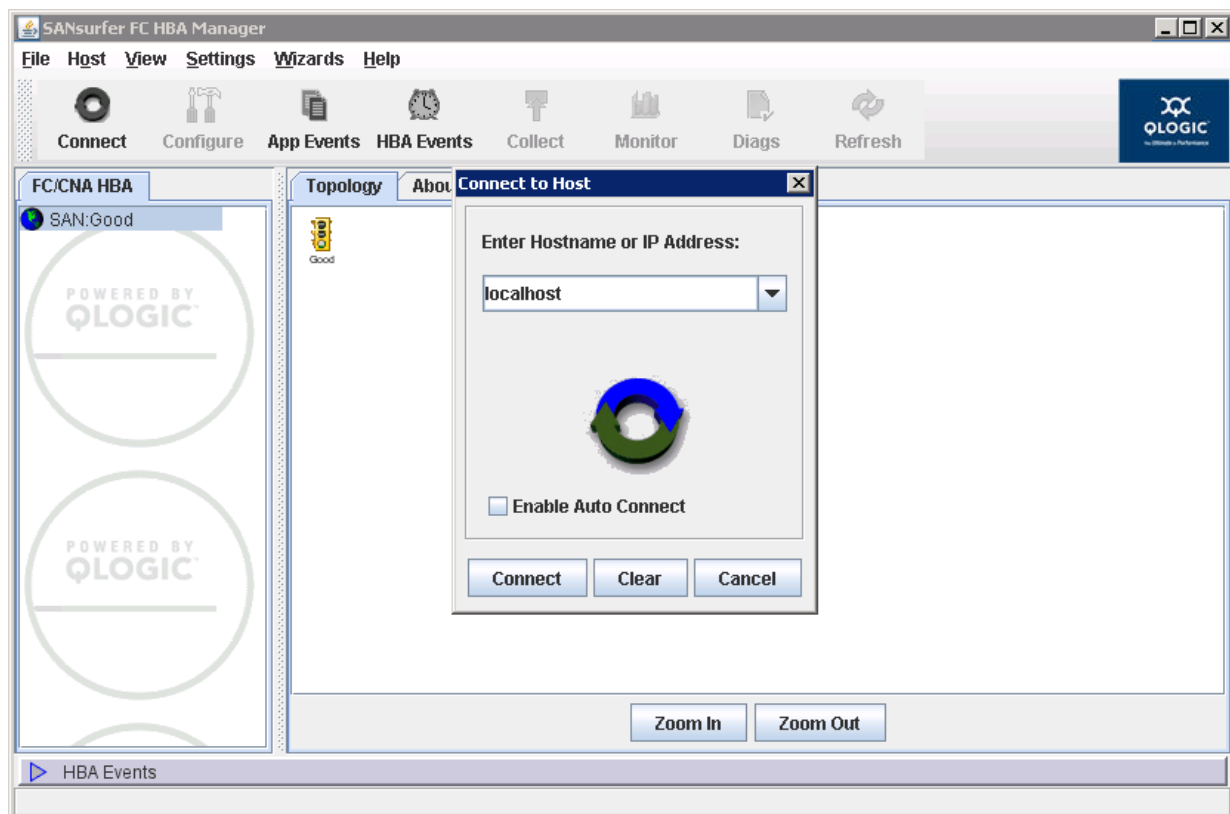 SANsurfer FC HBA Manager
File Host View Settings Wizards Help
Connect Configure App Events HBA Events Collect Monitor Diags Refresh
QLOGIC
FC/CNA HBA
SAN:Good
POWERED BY
QLOGIC
POWERED BY
QLOGIC
Topology Abou
Good
Connect to Host
Enter Hostname or IP Address:
localhost
Enable Auto Connect
Connect Clear Cancel
Zoom In Zoom Out
HBA Events